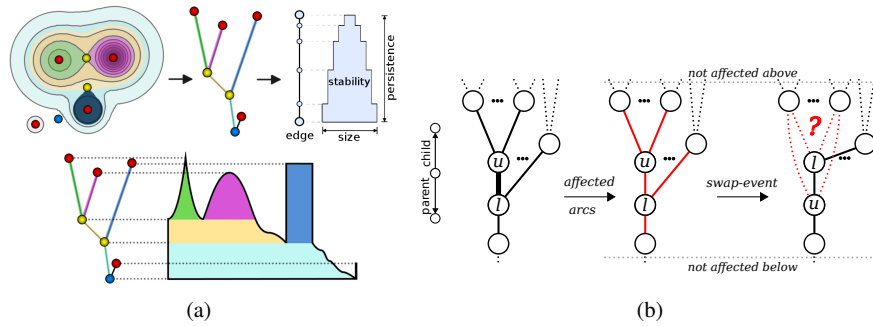 stability
persistence
edge
size
(a)
not affected above
...
...
parent
child
u
l
affected
arcs
u
l
swap-event
?
l
u
not affected below
(b)